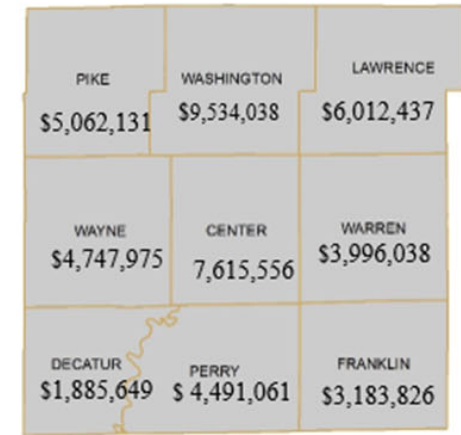 PIKE
$5,062,131
WASHINGTON
$9,534,038
LAWRENCE
$6,012,437
WAYNE
$4,747,975
CENTER
7,615,556
WARREN
$3,996,038
DECATUR
$1,885,649
PERRY
$ 4,491,061
FRANKLIN
$3,183,826